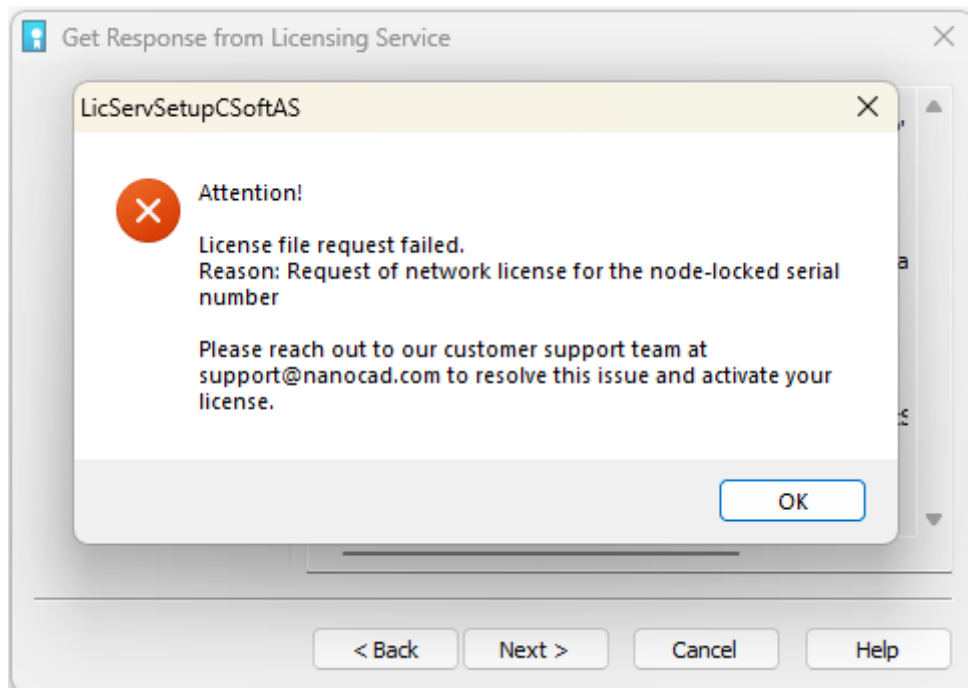 Get Response from Licensing Service
LicServSetupCSoftAS
Attention!
License file request failed.
Reason: Request of network license for the node-locked serial
number
Please reach out to our customer support team at
support@nanocad.com to resolve this issue and activate your
license.
OK
< Back
Next >
Cancel
Help